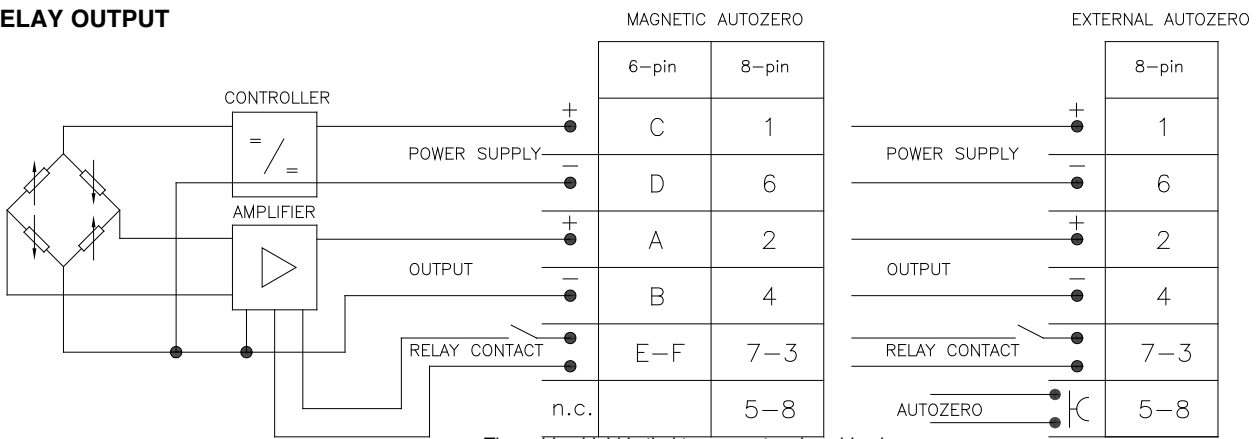 ELAY OUTPUT
MAGNETIC AUTOZERO
EXTERNAL AUTOZERO
6-pin 8-pin 8-pin
CONTROLLER
+ C 1 + 1
= / =
POWER SUPPLY POWER SUPPLY
- D 6 - 6
AMPLIFIER
+ A 2 + 2
OUTPUT OUTPUT
- B 4 - 4
RELAY CONTACT E-F 7-3 RELAY CONTACT 7-3
n.c. 5-8 AUTOZERO 5-8